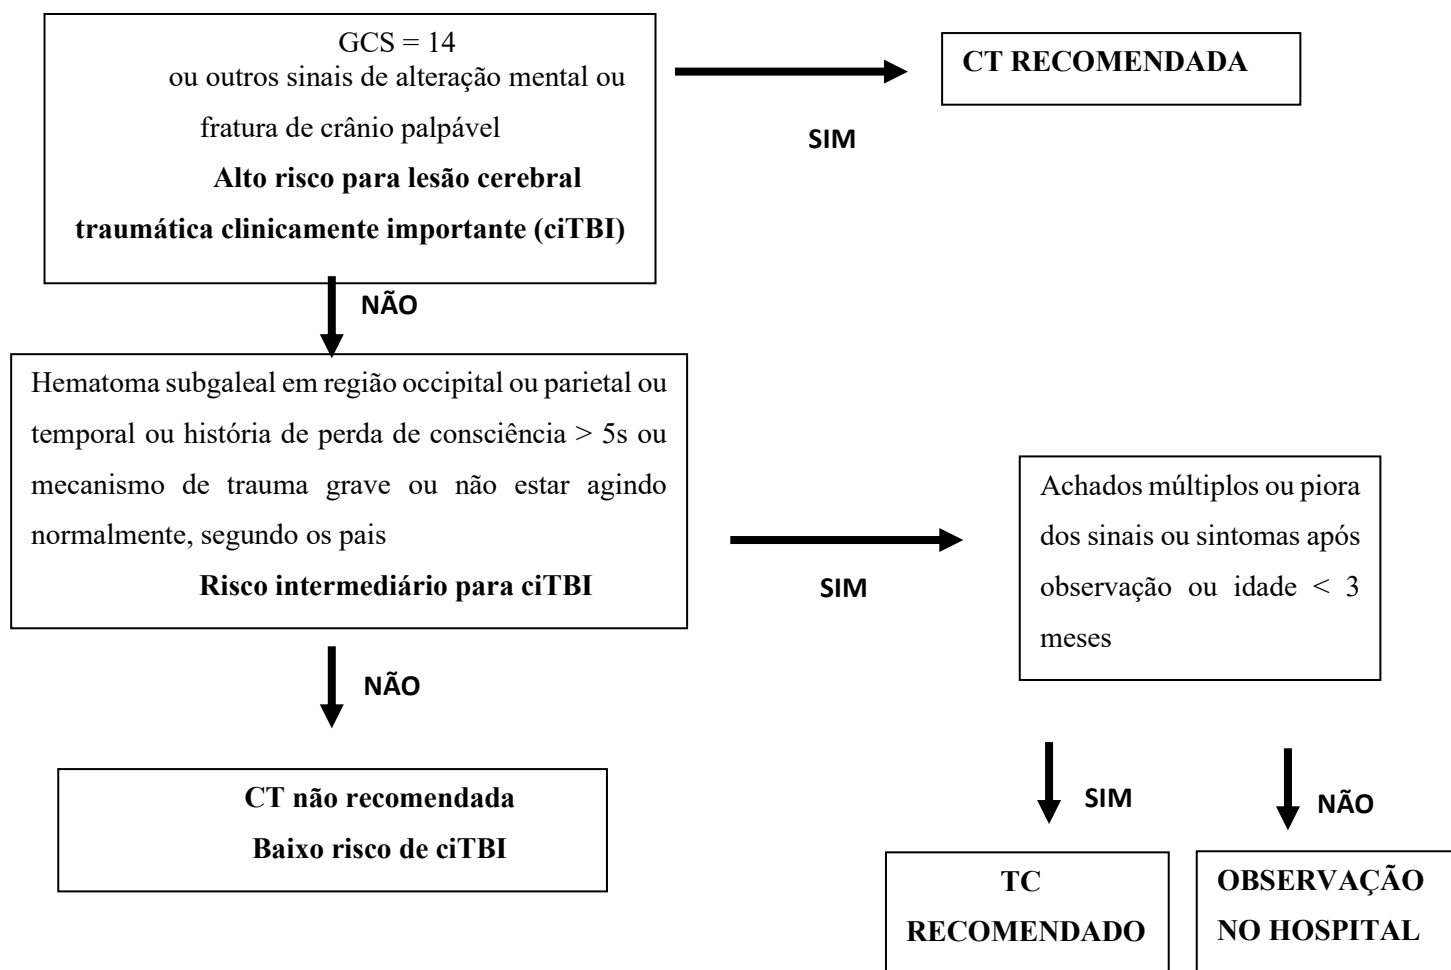 GCS = 14
ou outros sinais de alteração mental ou
fratura de crânio palpável
Alto risco para lesão cerebral
traumática clinicamente importante (ciTBI)
SIM
CT RECOMENDADA
NÃO
Hematoma subgaleal em região occipital ou parietal ou
temporal ou história de perda de consciência > 5s ou
mecanismo de trauma grave ou não estar agindo
normalmente, segundo os pais
Risco intermediário para ciTBI
SIM
Achados múltiplos ou piora
dos sinais ou sintomas após
observação ou idade < 3
meses
NÃO
CT não recomendada
Baixo risco de ciTBI
SIM
NÃO
TC
RECOMENDADO
OBSERVAÇÃO
NO HOSPITAL